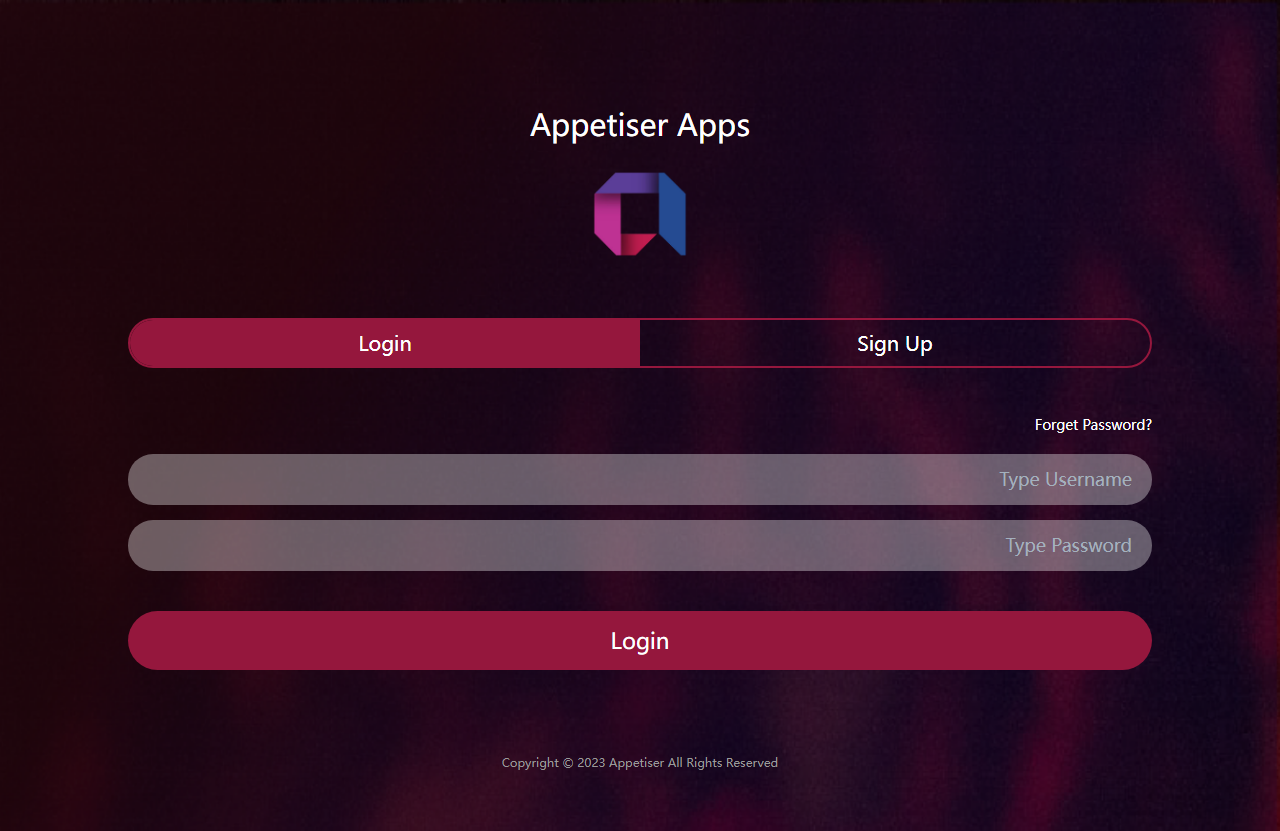 Appetiser Apps
Login
Sign Up
Forget Password?
Type Username
Type Password
Login
Copyright © 2023 Appetiser All Rights Reserved